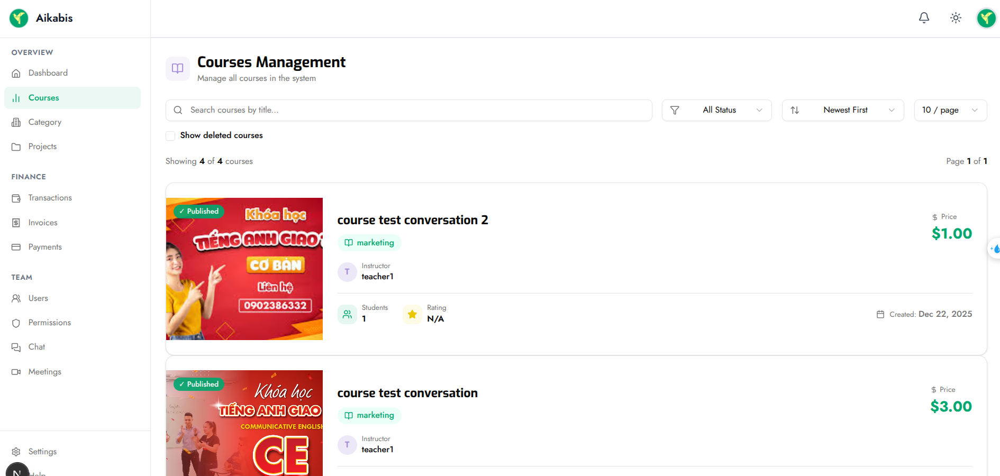 Aikabis
OVERVIEW
Dashboard
Courses
Category
Projects
FINANCE
Transactions
Invoices
Payments
TEAM
Users
Permissions
Chat
Meetings
Settings
N
Help
Courses Management
Manage all courses in the system
Search courses by title...
All Status
Newest First
10 / page
Show deleted courses
Showing 4 of 4 courses
Page 1 of 1
✓ Published
Khóa học
TIẾNG ANH GIAO
CƠ BẢN
Liên hệ
0902386332
course test conversation 2
marketing
T
Instructor
teacher1
$ Price
$1.00
Students
1
Rating
N/A
Created: Dec 22, 2025
✓ Published
Khóa học
TIẾNG ANH GIAO
COMMUNICATIVE ENGLISH
CE
course test conversation
marketing
T
Instructor
teacher1
$ Price
$3.00